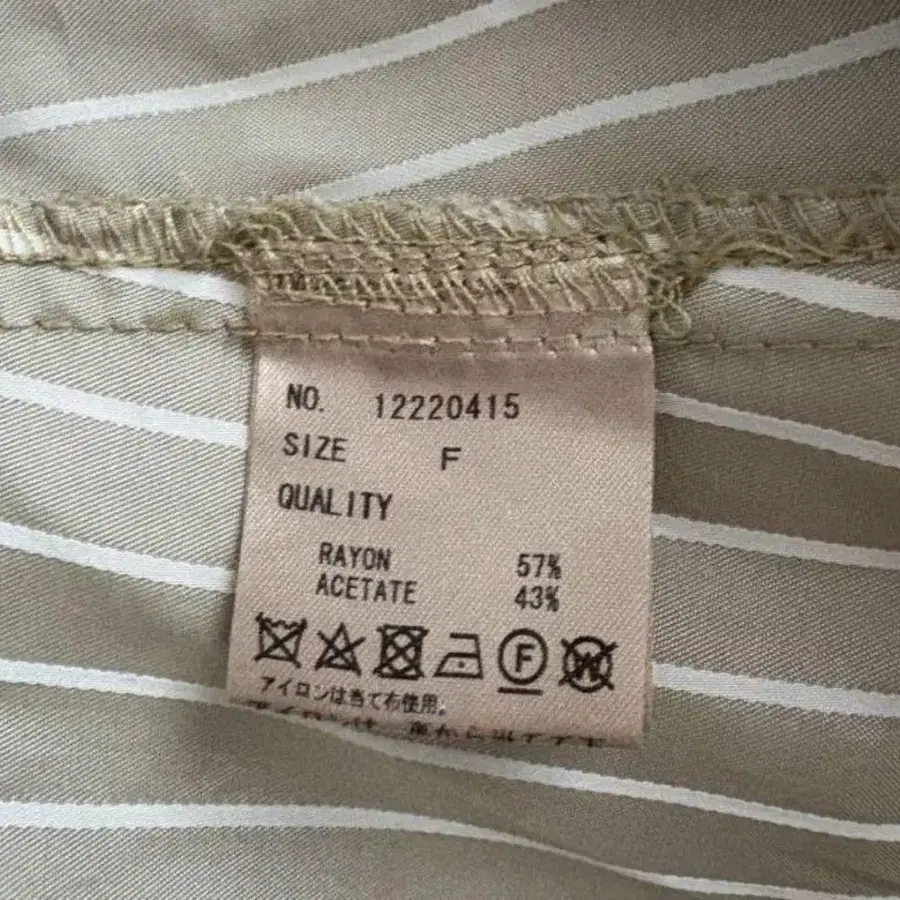 NO. 12220415
SIZE F
QUALITY
RAYON 57%
ACETATE 43%
F W
アイロンは当て布使用。